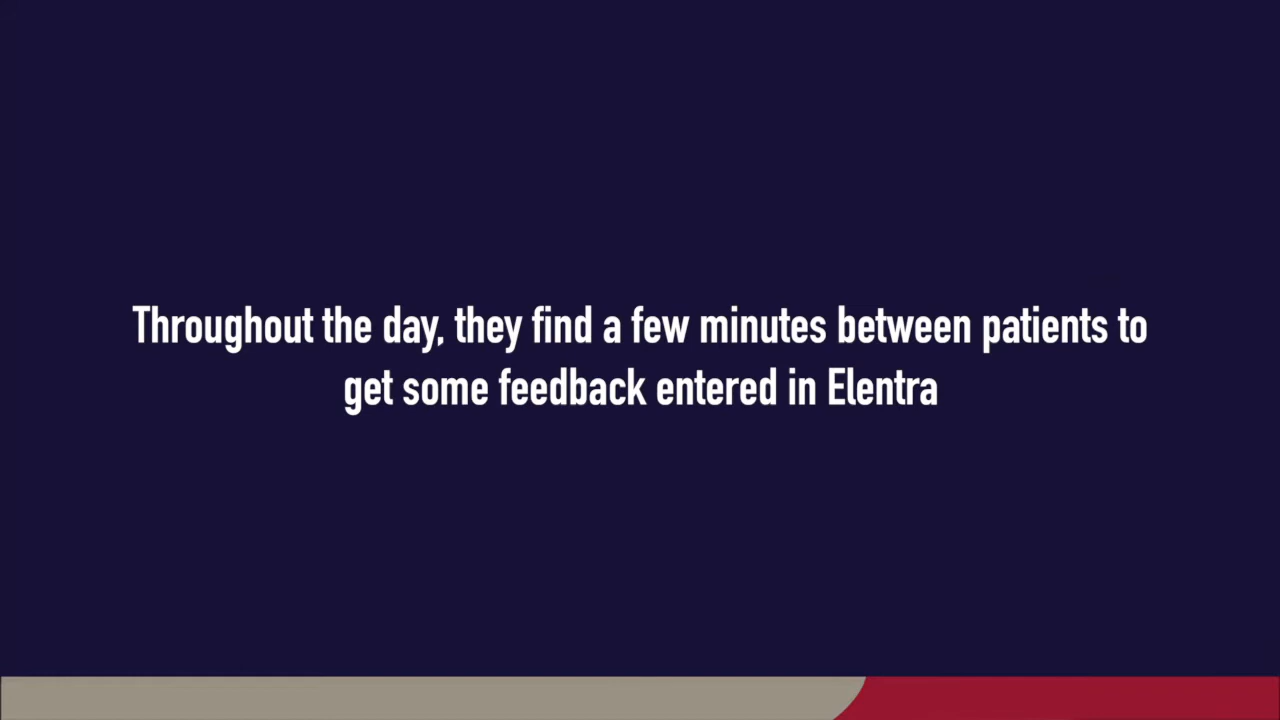 Throughout the day, they find a few minutes between patients to
get some feedback entered in Elentra